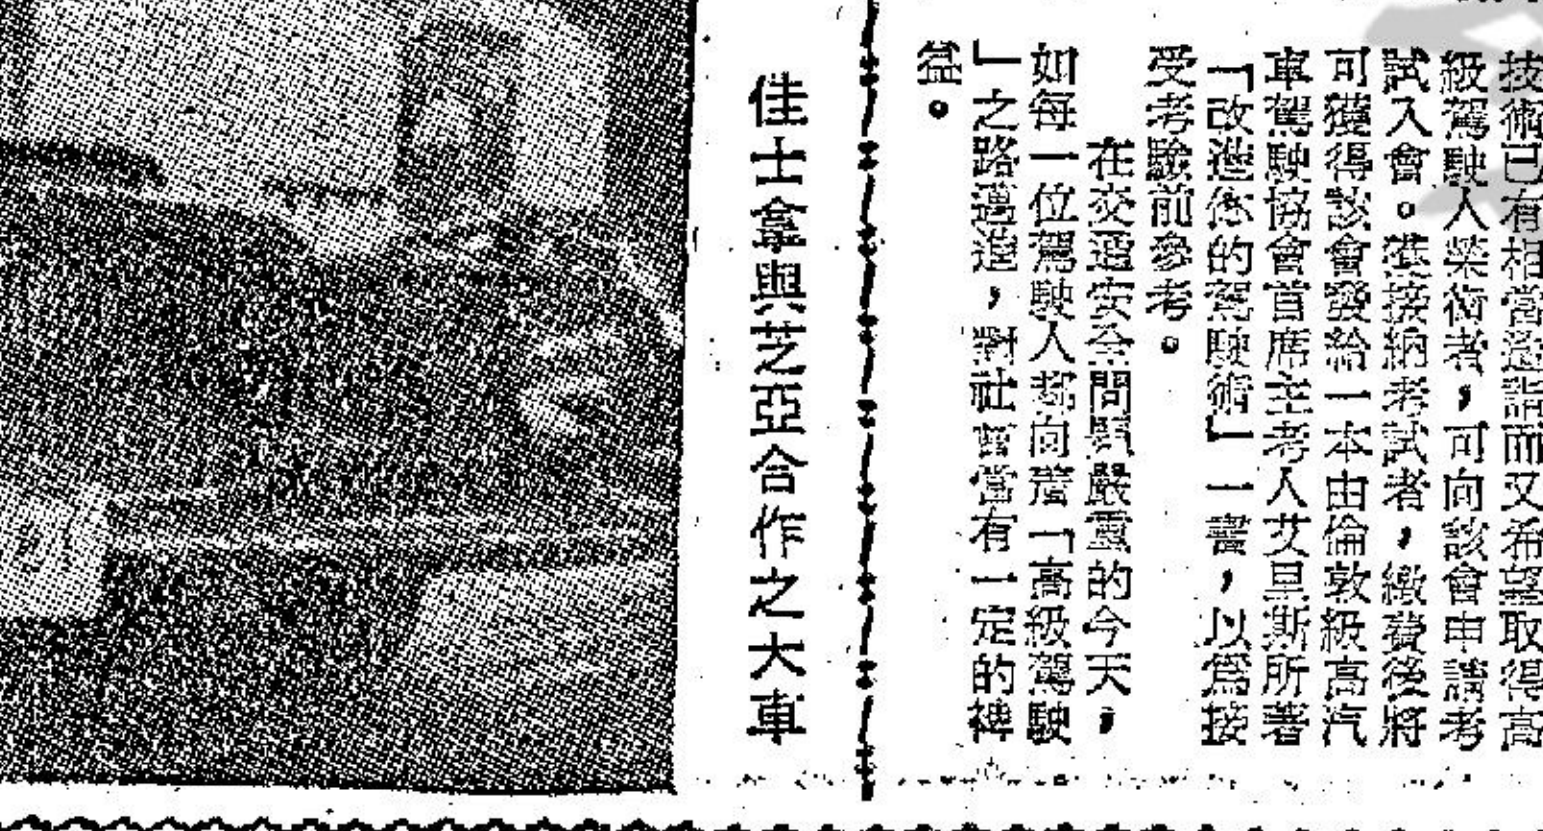 技術已有相當造詣而又希望取得高
級駕駛人榮銜者，可向該會申請考
試入會。獲接納考試者，繳費後將
可獲得該會發給一本由倫敦級高汽
車駕駛協會首席主考人艾旦斯所著
「改進你的駕駛術」一書，以爲接
受考驗前參考。
在交通安全問題嚴重的今天，
如每一位駕駛人都向着「高級駕駛
」之路邁進，對社會當有一定的裨
益。
佳士拿與芝亞合作之大車